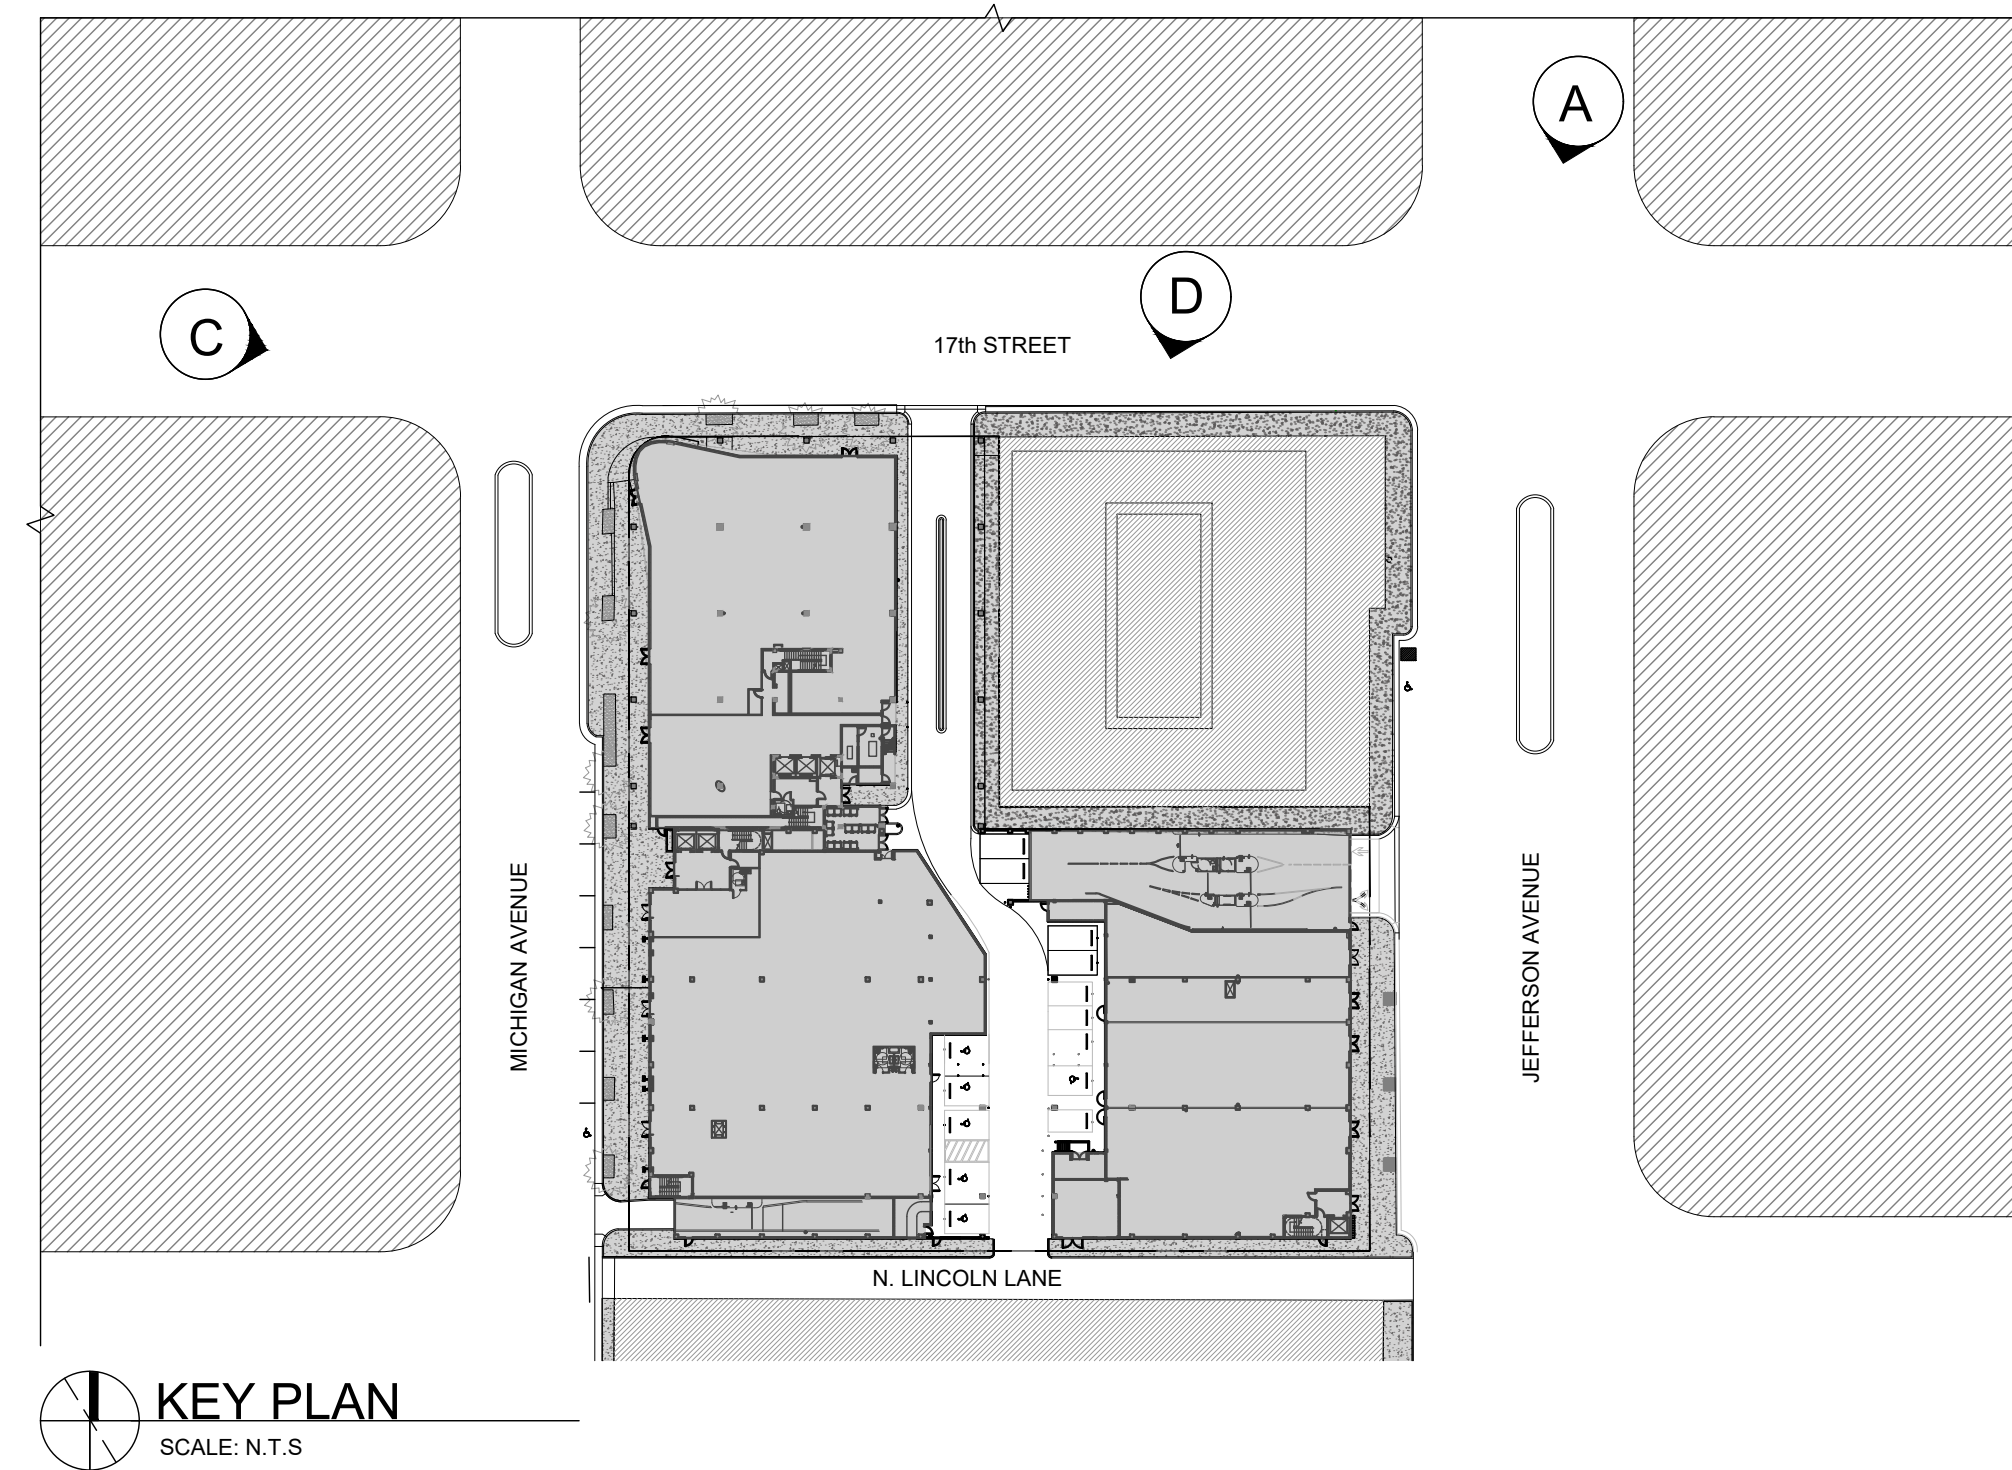 A
D
C
17th STREET
MICHIGAN AVENUE
JEFFERSON AVENUE
N. LINCOLN LANE
KEY PLAN
SCALE: N.T.S